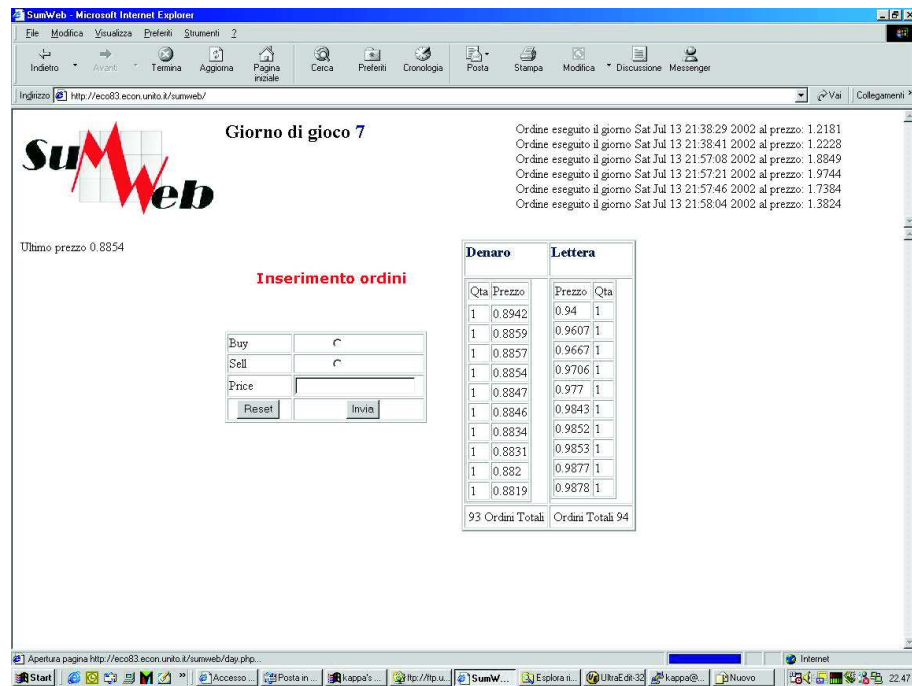 SumWeb - Microsoft Internet Explorer
File Modifica Visualizza Preferiti Strumenti ?
Indietro Avanti Termina Aggiorna Pagina iniziale Cerca Preferiti Cronologia Posta Stampa Modifica Discussione Messenger
Indirizzo http://eco83.econ.unito.it/sumweb/ Vai Collegamenti »
SuM Web
Giorno di gioco 7
Ordine eseguito il giorno Sat Jul 13 21:38:29 2002 al prezzo: 1.2181
Ordine eseguito il giorno Sat Jul 13 21:38:41 2002 al prezzo: 1.2228
Ordine eseguito il giorno Sat Jul 13 21:57:08 2002 al prezzo: 1.8849
Ordine eseguito il giorno Sat Jul 13 21:57:21 2002 al prezzo: 1.9744
Ordine eseguito il giorno Sat Jul 13 21:57:46 2002 al prezzo: 1.7384
Ordine eseguito il giorno Sat Jul 13 21:58:04 2002 al prezzo: 1.3824
Ultimo prezzo 0.8854
Inserimento ordini
Buy
Sell
Price
Reset Invia
Denaro Lettera
Qta Prezzo Prezzo Qta
1 0.8942 0.94 1
1 0.8859 0.9607 1
1 0.8857 0.9667 1
1 0.8854 0.9706 1
1 0.8847 0.977 1
1 0.8846 0.9843 1
1 0.8834 0.9852 1
1 0.8831 0.9853 1
1 0.882 0.9877 1
1 0.8819 0.9878 1
93 Ordini Totali Ordini Totali 94
Apertura pagina http://eco83.econ.unito.it/sumweb/day.php... Internet
Start » Accesso ... Posta in ... kappa's ... ftp://ftp.u... SumW... Esplora ri... UltraEdit-32 kappa@... Nuovo 22.47